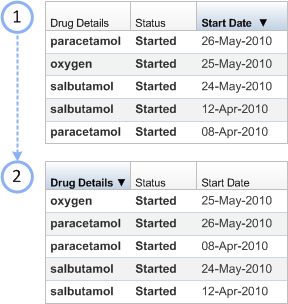 1
Drug Details Status Start Date ▼
paracetamol Started 26-May-2010
oxygen Started 25-May-2010
salbutamol Started 24-May-2010
salbutamol Started 12-Apr-2010
paracetamol Started 08-Apr-2010
2
Drug Details ▼ Status Start Date
oxygen Started 25-May-2010
paracetamol Started 26-May-2010
paracetamol Started 08-Apr-2010
salbutamol Started 24-May-2010
salbutamol Started 12-Apr-2010